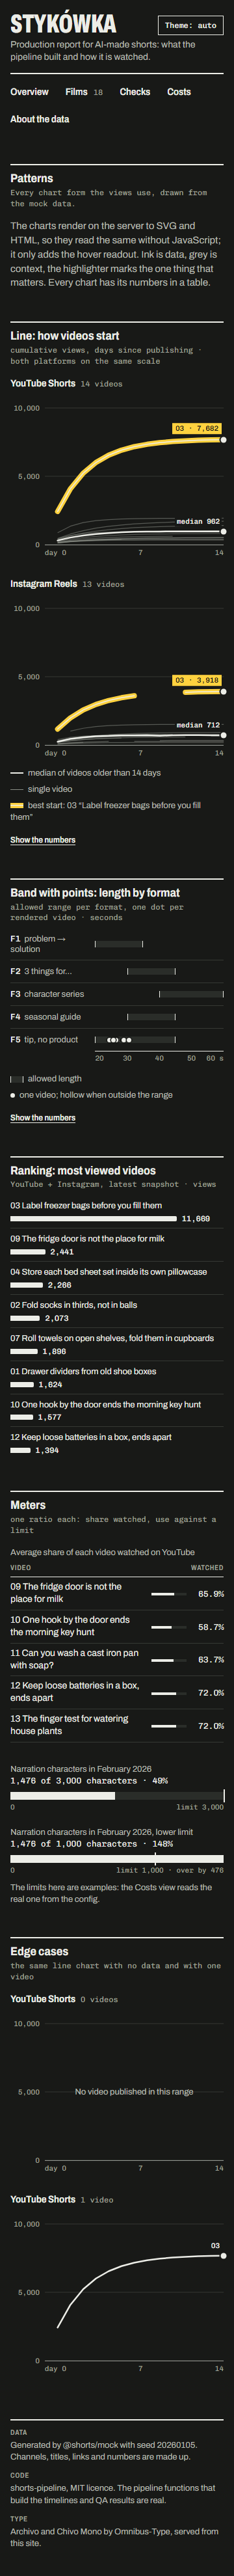 STYKÓWKA
Theme: auto
Production report for AI-made shorts: what the
pipeline built and how it is watched.
Overview Films 18 Checks Costs
About the data
Patterns
Every chart form the views use, drawn from
the mock data.
The charts render on the server to SVG and
HTML, so they read the same without JavaScript;
it only adds the hover readout. Ink is data, grey is
context, the highlighter marks the one thing that
matters. Every chart has its numbers in a table.
Line: how videos start
cumulative views, days since publishing ·
both platforms on the same scale
YouTube Shorts 14 videos
10,000
03 · 7,682
5,000
median 962
0
day 0 7 14
Instagram Reels 13 videos
10,000
5,000
03 · 3,918
median 712
0
day 0 7 14
median of videos older than 14 days
single video
best start: 03 "Label freezer bags before you fill
them"
Show the numbers
Band with points: length by format
allowed range per format, one dot per
rendered video · seconds
F1 problem →
solution
F2 3 things for...
F3 character series
F4 seasonal guide
F5 tip, no product
20 30 40 50 60 s
allowed length
one video; hollow when outside the range
Show the numbers
Ranking: most viewed videos
YouTube + Instagram, latest snapshot · views
03 Label freezer bags before you fill them
11,600
09 The fridge door is not the place for milk
2,441
04 Store each bed sheet set inside its own pillowcase
2,266
02 Fold socks in thirds, not in balls
2,073
07 Roll towels on open shelves, fold them in cupboards
1,896
01 Drawer dividers from old shoe boxes
1,624
10 One hook by the door ends the morning key hunt
1,577
12 Keep loose batteries in a box, ends apart
1,394
Meters
one ratio each: share watched, use against a
limit
Average share of each video watched on YouTube
VIDEO WATCHED
09 The fridge door is not the
place for milk
65.9%
10 One hook by the door ends
the morning key hunt
58.7%
11 Can you wash a cast iron pan
with soap?
63.7%
12 Keep loose batteries in a box,
ends apart
72.0%
13 The finger test for watering
house plants
72.0%
Narration characters in February 2026
1,476 of 3,000 characters · 49%
0 limit 3,000
Narration characters in February 2026, lower limit
1,476 of 1,000 characters · 148%
0 limit 1,000 · over by 476
The limits here are examples: the Costs view reads the
real one from the config.
Edge cases
the same line chart with no data and with one
video
YouTube Shorts 0 videos
10,000
5,000
No video published in this range
0
day 0 7 14
YouTube Shorts 1 video
10,000
03
5,000
0
day 0 7 14
DATA
Generated by @shorts/mock with seed 20260105.
Channels, titles, links and numbers are made up.
CODE
shorts-pipeline, MIT licence. The pipeline functions that
build the timelines and QA results are real.
TYPE
Archivo and Chivo Mono by Omnibus-Type, served from
this site.